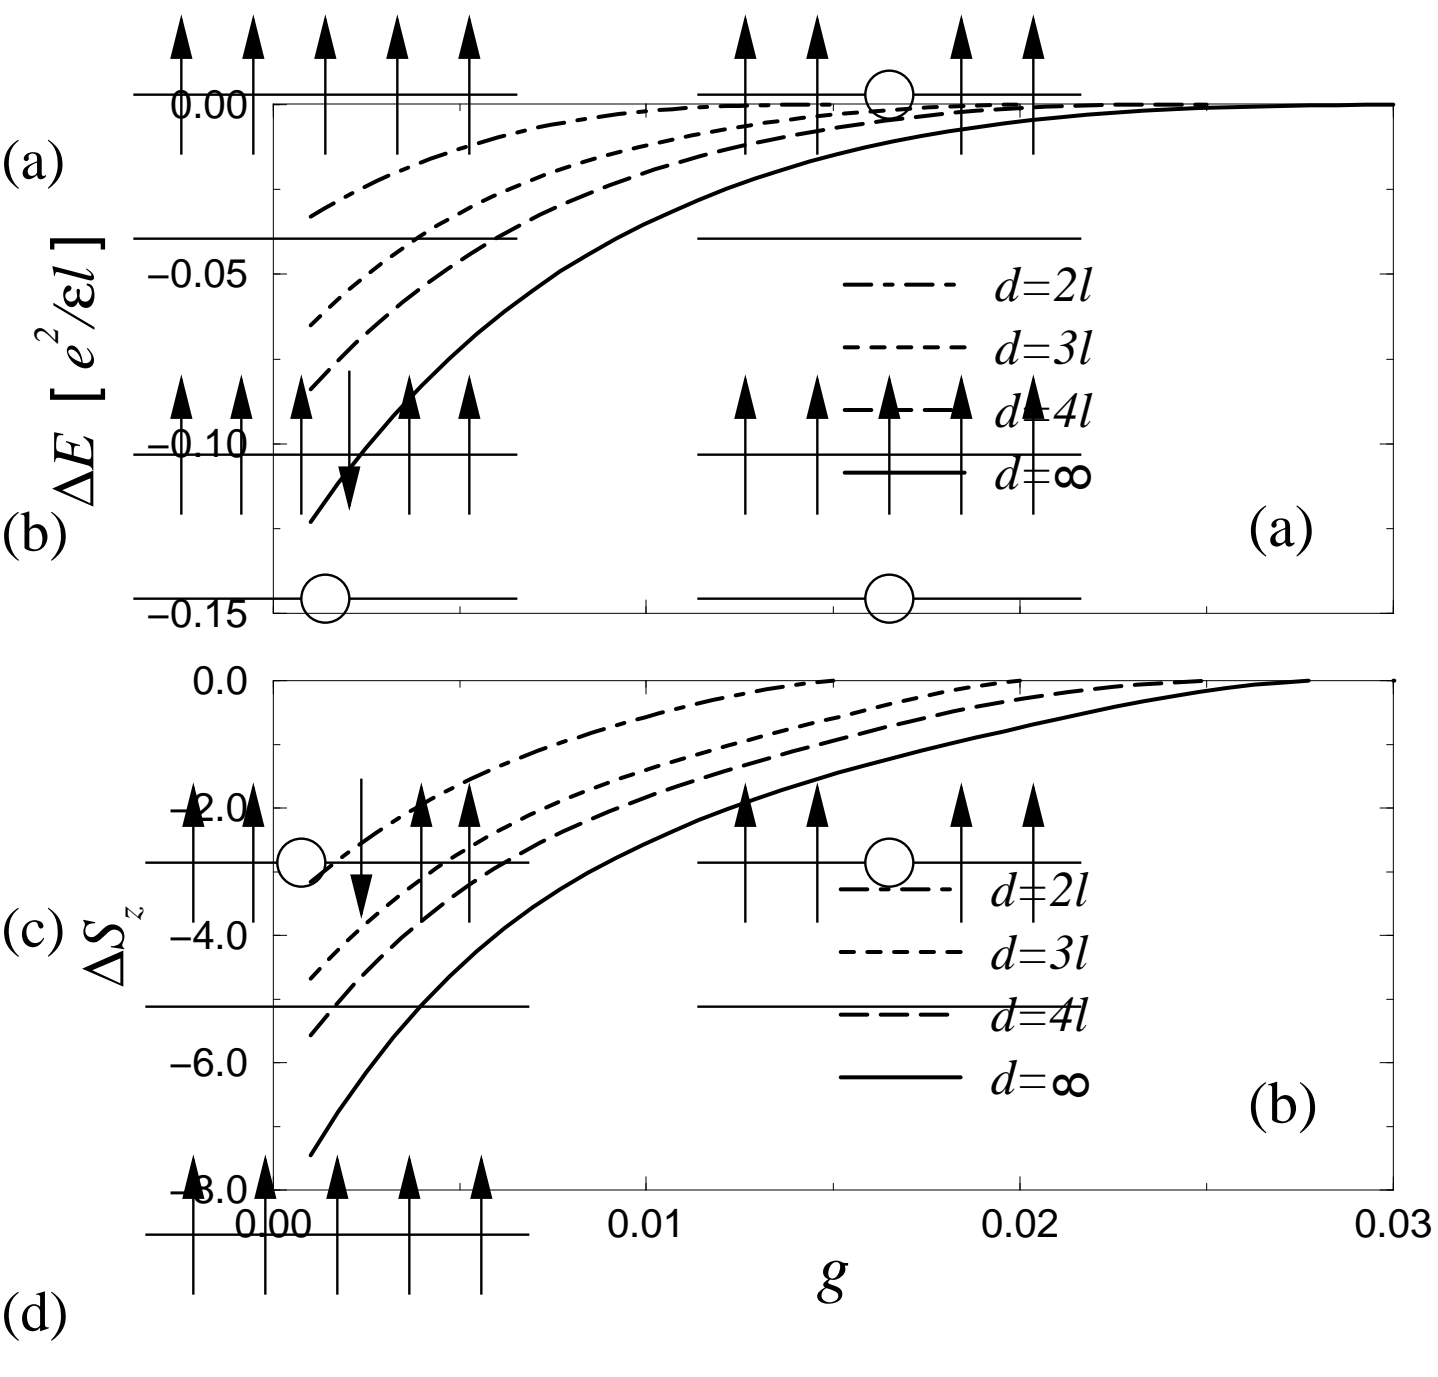 0.00
(a)
ΔE [ e²/εl ]
−0.05
d=2l
d=3l
d=4l
−0.10
d=∞
(b)
(a)
−0.15
0.0
−2.0
d=2l
(c)
ΔS_z
−4.0
d=3l
d=4l
−6.0
d=∞
(b)
−8.0
0.00 0.01 0.02 0.03
g
(d)